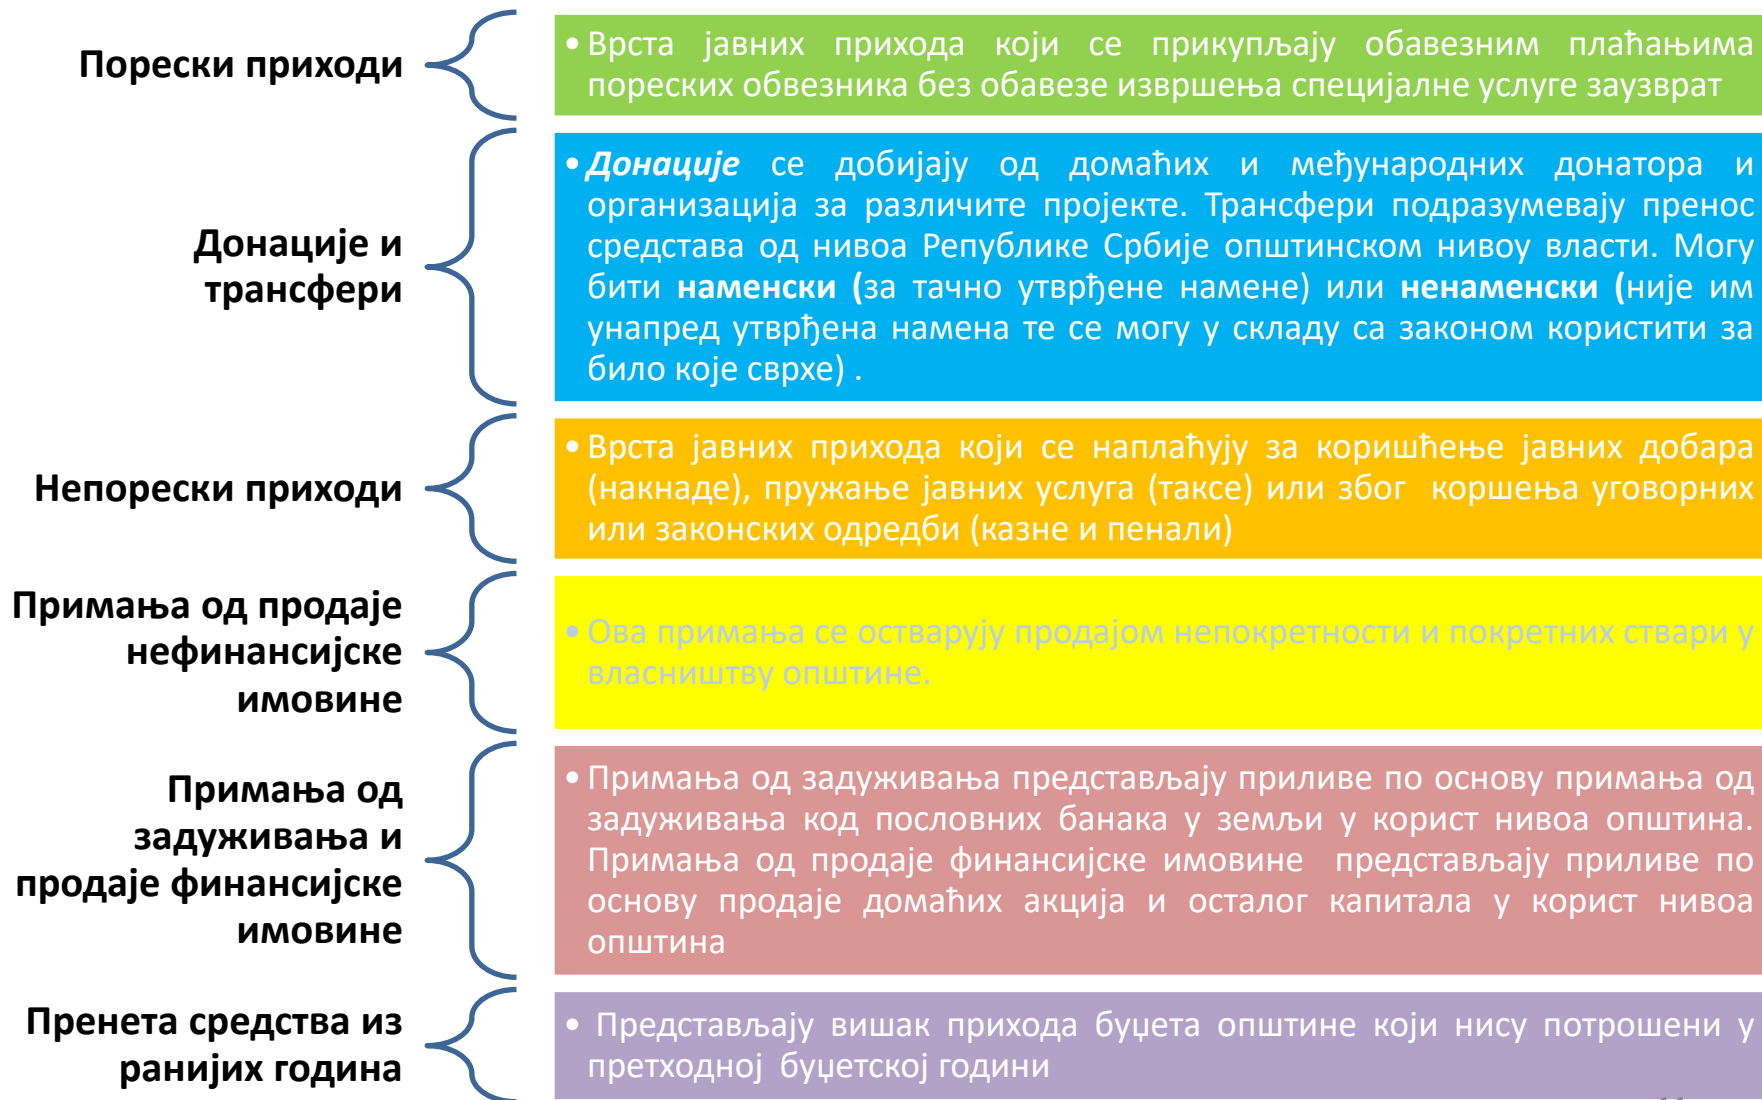 Порески приходи
• Врста јавних прихода који се прикупљају обавезним плаћањима
пореских обвезника без обавезе извршења специјалне услуге заузврат
Донације и
трансфери
• Донације се добијају од домаћих и међународних донатора и
организација за различите пројекте. Трансфери подразумевају пренос
средстава од нивоа Републике Србије општинском нивоу власти. Могу
бити наменски (за тачно утврђене намене) или ненаменски (није им
унапред утврђена намена те се могу у складу са законом користити за
било које сврхе) .
Непорески приходи
• Врста јавних прихода који се наплаћују за коришћење јавних добара
(накнаде), пружање јавних услуга (таксе) или због коршења уговорних
или законских одредби (казне и пенали)
Примања од продаје
нефинансијске
имовине
• Ова примања се остварују продајом непокретности и покретних ствари у
власништву општине.
Примања од
задуживања и
продаје финансијске
имовине
• Примања од задуживања представљају приливе по основу примања од
задуживања код пословних банака у земљи у корист нивоа општина.
Примања од продаје финансијске имовине представљају приливе по
основу продаје домаћих акција и осталог капитала у корист нивоа
општина
Пренета средства из
ранијих година
• Представљају вишак прихода буџета општине који нису потрошени у
претходној буџетској години